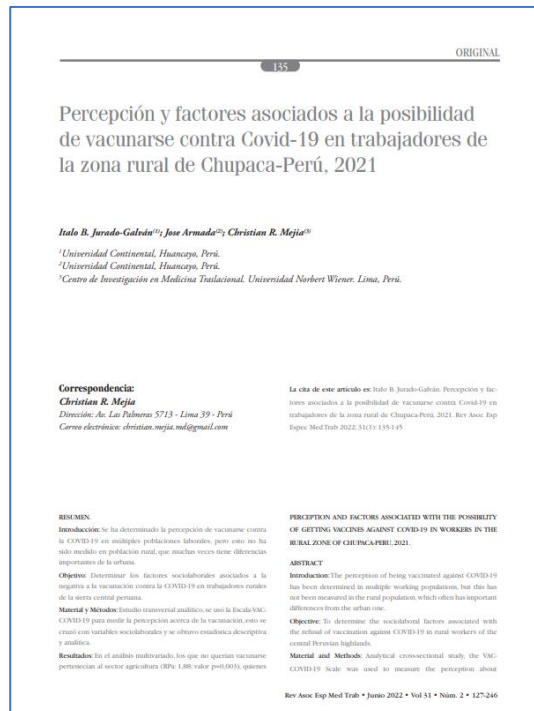 ORIGINAL
135
Percepción y factores asociados a la posibilidad
de vacunarse contra Covid-19 en trabajadores de
la zona rural de Chupaca-Perú, 2021
Italo B. Jurado-Galván(1); Jose Armada(2); Christian R. Mejia(3)
1Universidad Continental, Huancayo, Perú.
2Universidad Continental, Huancayo, Perú.
3Centro de Investigación en Medicina Traslacional. Universidad Norbert Wiener. Lima, Perú.
Correspondencia:
Christian R. Mejia
Dirección: Av. Las Palmeras 5713 - Lima 39 - Perú
Correo electrónico: christian.mejia.md@gmail.com
La cita de este artículo es: Italo B. Jurado-Galván. Percepción y fac-
tores asociados a la posibilidad de vacunarse contra Covid-19 en
trabajadores de la zona rural de Chupaca-Perú, 2021. Rev Asoc Esp
Espec Med Trab 2022; 31(1): 135-145
RESUMEN.
Introducción: Se ha determinado la percepción de vacunarse contra
la COVID-19 en múltiples poblaciones laborales, pero esto no ha
sido medido en población rural, que muchas veces tiene diferencias
importantes de la urbana.
Objetivo: Determinar los factores sociolaborales asociados a la
negativa a la vacunación contra la COVID-19 en trabajadores rurales
de la sierra central peruana.
Material y Métodos: Estudio transversal analítico, se usó la Escala-VAC-
COVID-19 para medir la percepción acerca de la vacunación, esto se
cruzó con variables sociolaborales y se obtuvo estadística descriptiva
y analítica.
Resultados: En el análisis multivariado, los que no querían vacunarse
pertenecían al sector agricultura (RPa: 1,88; valor p=0,003), quienes
PERCEPTION AND FACTORS ASSOCIATED WITH THE POSSIBILITY
OF GETTING VACCINES AGAINST COVID-19 IN WORKERS IN THE
RURAL ZONE OF CHUPACA-PERU, 2021.
ABSTRACT
Introduction: The perception of being vaccinated against COVID-19
has been determined in multiple working populations, but this has
not been measured in the rural population, which often has important
differences from the urban one.
Objective: To determine the sociolaboral factors associated with
the refusal of vaccination against COVID-19 in rural workers of the
central Peruvian highlands.
Material and Methods: Analytical cross-sectional study, the VAC-
COVID-19 Scale was used to measure the perception about
Rev Asoc Esp Med Trab • Junio 2022 • Vol 31 • Núm. 2 • 127-246